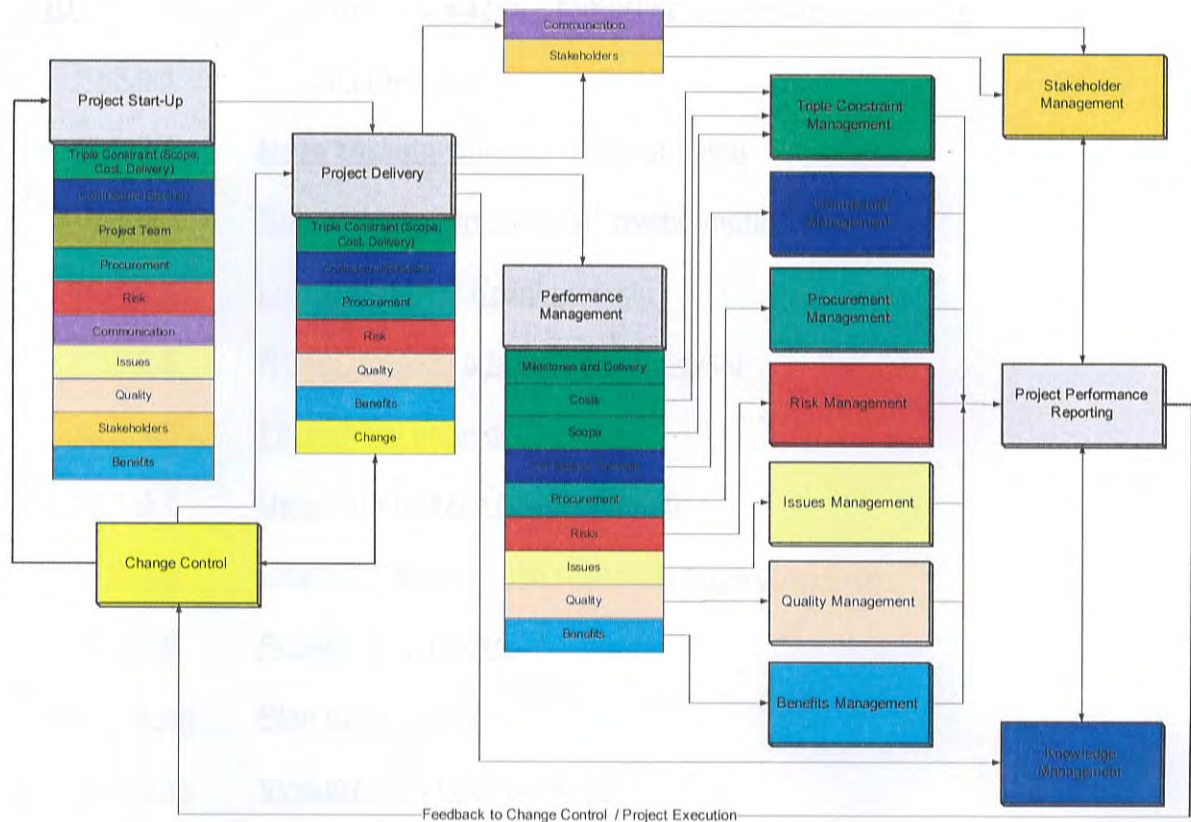 Communication
Stakeholders
Project Start-Up
Triple Constraint (Scope,
Cost, Delivery)
Project Team
Procurement
Risk
Communication
Issues
Quality
Stakeholders
Benefits
Project Delivery
Triple Constraint (Scope,
Cost, Delivery)
Procurement
Risk
Quality
Benefits
Change
Change Control
Performance
Management
Milestones and Delivery
Costs
Scope
Procurement
Risks
Issues
Quality
Benefits
Triple Constraint
Management
Management
Procurement
Management
Risk Management
Issues Management
Quality Management
Benefits Management
Stakeholder
Management
Project Performance
Reporting
Knowledge
Management
Feedback to Change Control / Project Execution